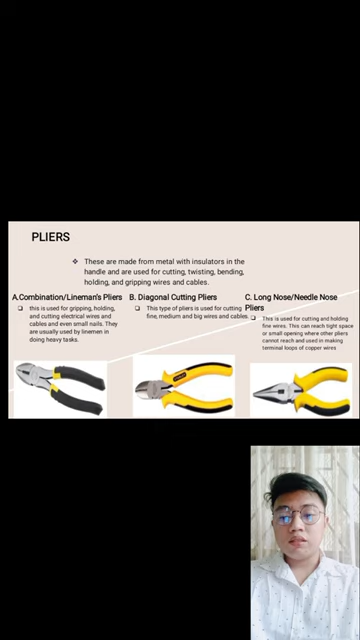 PLIERS
❖ These are made from metal with insulators in the
handle and are used for cutting, twisting, bending,
holding, and gripping wires and cables.
A.Combination/Lineman's Pliers
❑ this is used for gripping, holding,
and cutting electrical wires and
cables and even small nails. They
are usually used by linemen in
doing heavy tasks.
B. Diagonal Cutting Pliers
❑ This type of pliers is used for cutting
fine, medium and big wires and cables.
C. Long Nose/Needle Nose
Pliers
❑ This is used for cutting and holding
fine wires. This can reach tight space
or small opening where other pliers
cannot reach and used in making
terminal loops of copper wires